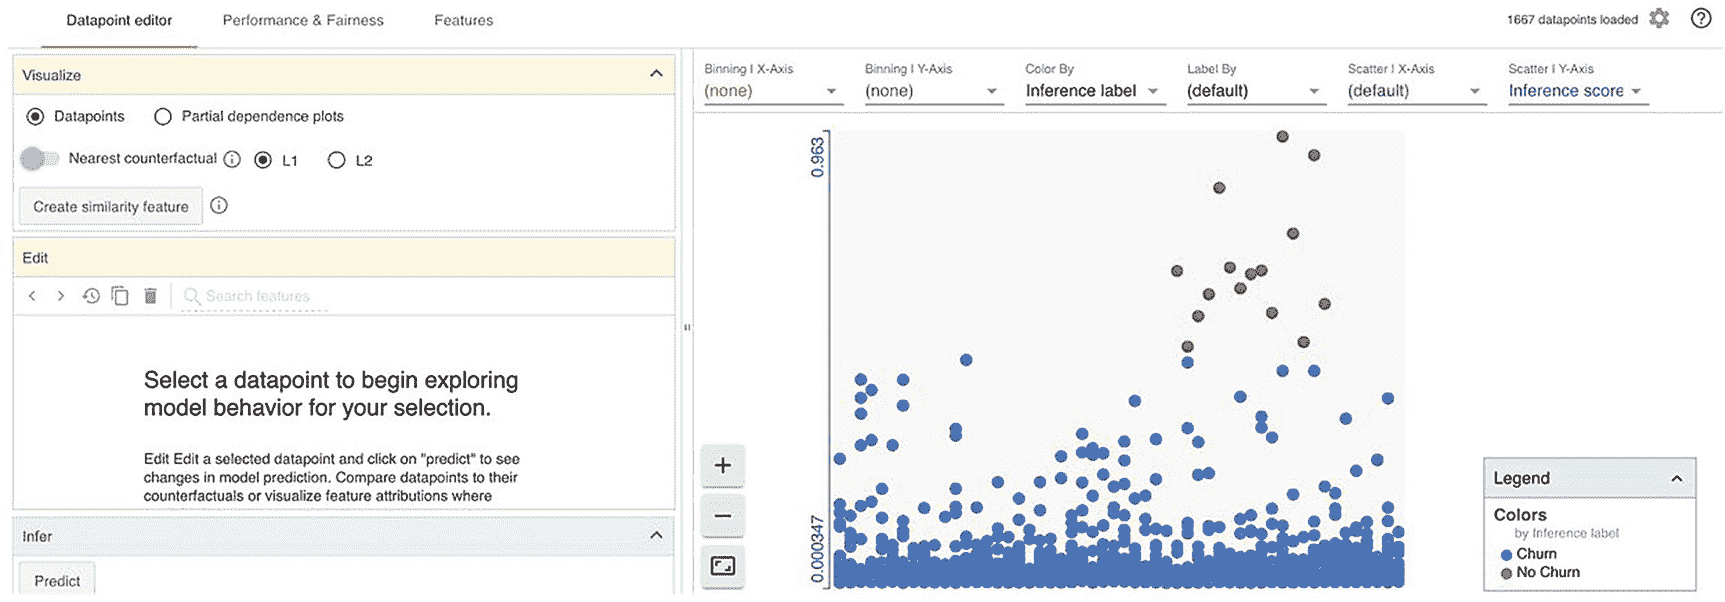 Datapoint editor Performance & Fairness Features 1667 datapoints loaded
Visualize
Datapoints Partial dependence plots
Nearest counterfactual L1 L2
Create similarity feature
Edit
Search features
Select a datapoint to begin exploring
model behavior for your selection.
Edit Edit a selected datapoint and click on "predict" to see
changes in model prediction. Compare datapoints to their
counterfactuals or visualize feature attributions where
Infer
Predict
Binning | X-Axis Binning | Y-Axis Color By Label By Scatter | X-Axis Scatter | Y-Axis
(none) (none) Inference label (default) (default) Inference score
0.963
0.000347
Legend
Colors
by Inference label
Churn
No Churn